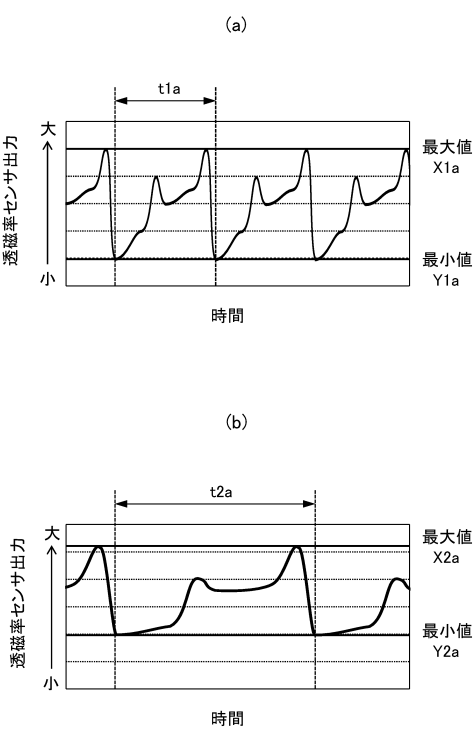 (a)
t1a
大
透磁率センサ出力
小
最大値
X1a
最小値
Y1a
時間
(b)
t2a
大
透磁率センサ出力
小
最大値
X2a
最小値
Y2a
時間